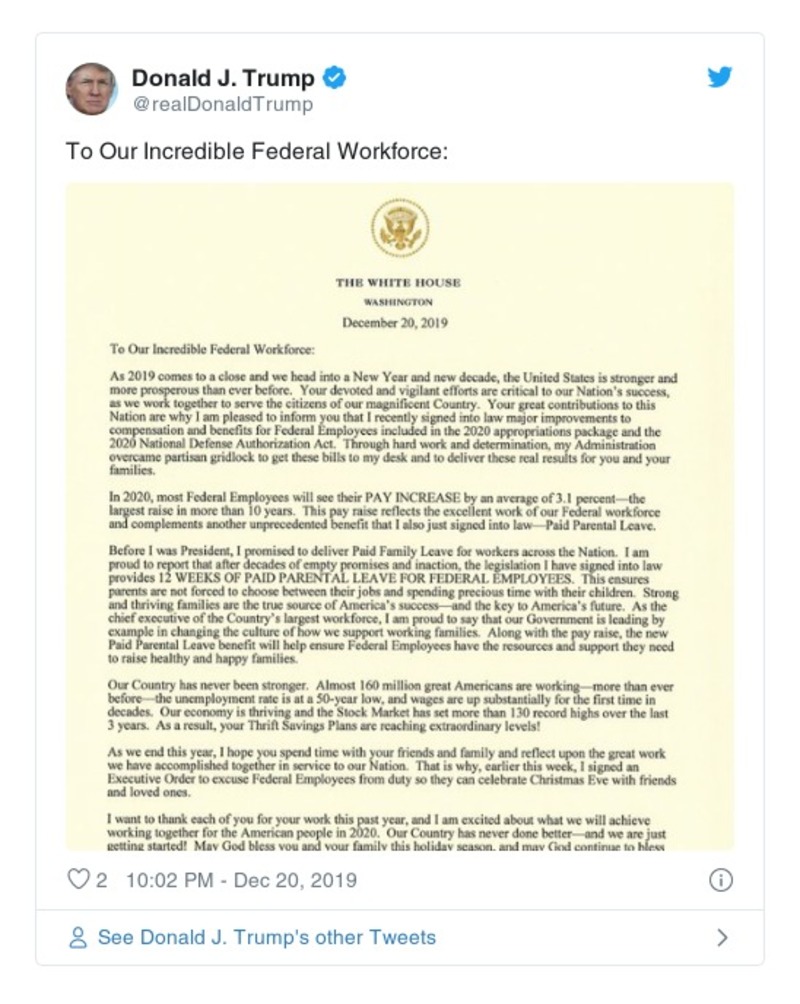 Donald J. Trump
@realDonaldTrump
To Our Incredible Federal Workforce:
THE WHITE HOUSE
WASHINGTON
December 20, 2019
To Our Incredible Federal Workforce:
As 2019 comes to a close and we head into a New Year and new decade, the United States is stronger and
more prosperous than ever before. Your devoted and vigilant efforts are critical to our Nation's success,
as we work together to serve the citizens of our magnificent Country. Your great contributions to this
Nation are why I am pleased to inform you that I recently signed into law major improvements to
compensation and benefits for Federal Employees included in the 2020 appropriations package and the
2020 National Defense Authorization Act. Through hard work and determination, my Administration
overcame partisan gridlock to get these bills to my desk and to deliver these real results for you and your
families.
In 2020, most Federal Employees will see their PAY INCREASE by an average of 3.1 percent—the
largest raise in more than 10 years. This pay raise reflects the excellent work of our Federal workforce
and complements another unprecedented benefit that I also just signed into law—Paid Parental Leave.
Before I was President, I promised to deliver Paid Family Leave for workers across the Nation. I am
proud to report that after decades of empty promises and inaction, the legislation I have signed into law
provides 12 WEEKS OF PAID PARENTAL LEAVE FOR FEDERAL EMPLOYEES. This ensures
parents are not forced to choose between their jobs and spending precious time with their children. Strong
and thriving families are the true source of America's success—and the key to America's future. As the
chief executive of the Country's largest workforce, I am proud to say that our Government is leading by
example in changing the culture of how we support working families. Along with the pay raise, the new
Paid Parental Leave benefit will help ensure Federal Employees have the resources and support they need
to raise healthy and happy families.
Our Country has never been stronger. Almost 160 million great Americans are working—more than ever
before—the unemployment rate is at a 50-year low, and wages are up substantially for the first time in
decades. Our economy is thriving and the Stock Market has set more than 130 record highs over the last
3 years. As a result, your Thrift Savings Plans are reaching extraordinary levels!
As we end this year, I hope you spend time with your friends and family and reflect upon the great work
we have accomplished together in service to our Nation. That is why, earlier this week, I signed an
Executive Order to excuse Federal Employees from duty so they can celebrate Christmas Eve with friends
and loved ones.
I want to thank each of you for your work this past year, and I am excited about what we will achieve
working together for the American people in 2020. Our Country has never done better—and we are just
getting started! May God bless you and your family this holiday season, and may God continue to bless
2 10:02 PM - Dec 20, 2019
See Donald J. Trump's other Tweets